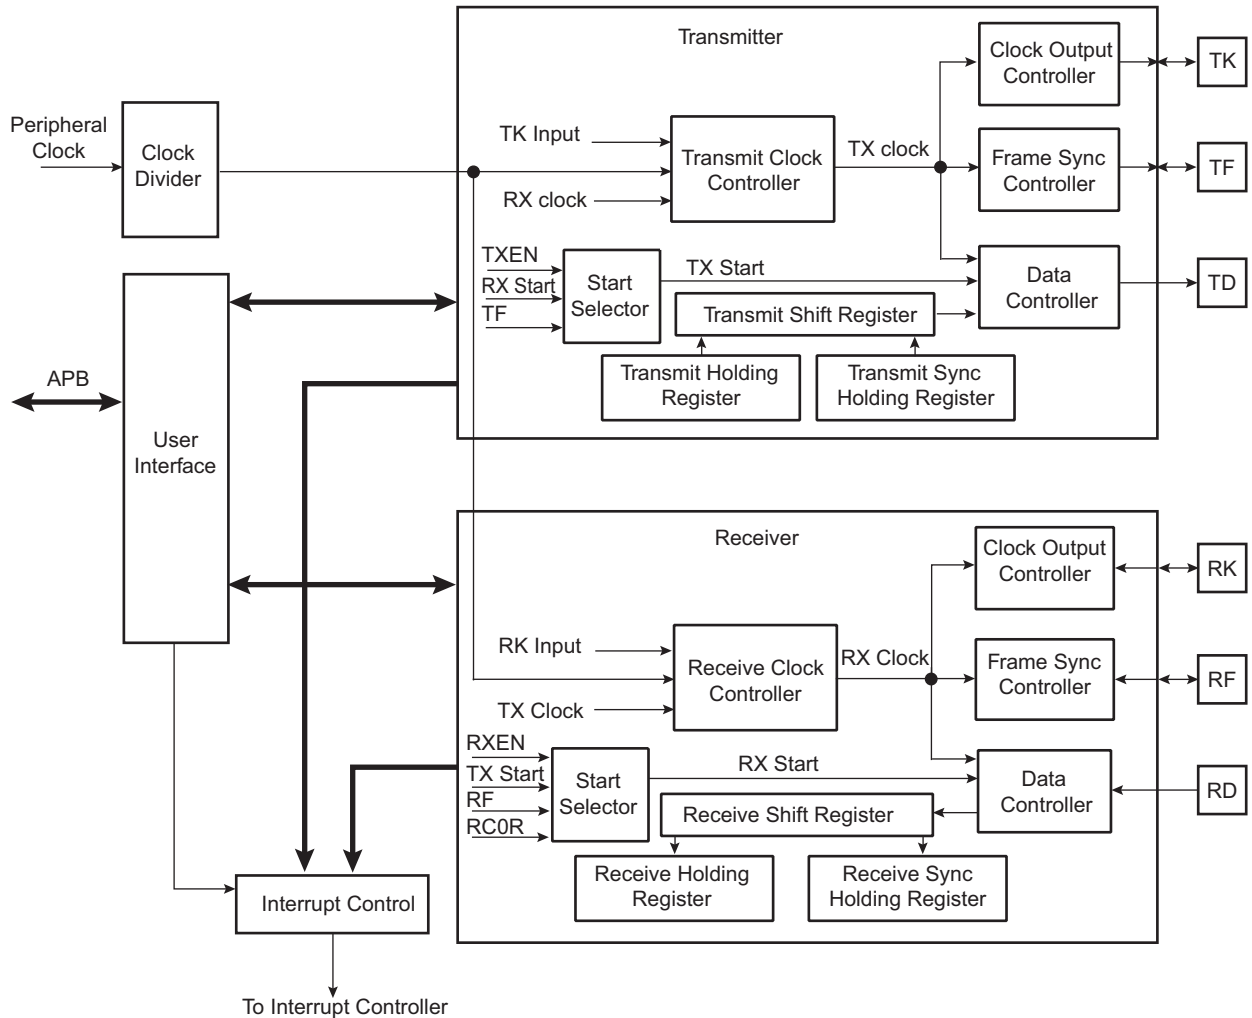 Transmitter
Clock Output
Controller
TK
Peripheral
Clock
Clock
Divider
TK Input
RX clock
Transmit Clock
Controller
TX clock
Frame Sync
Controller
TF
TXEN
RX Start
TF
Start
Selector
TX Start
Data
Controller
TD
Transmit Shift Register
Transmit Holding
Register
Transmit Sync
Holding Register
APB
User
Interface
Receiver
Clock Output
Controller
RK
RK Input
TX Clock
Receive Clock
Controller
RX Clock
Frame Sync
Controller
RF
RXEN
TX Start
RF
RC0R
Start
Selector
RX Start
Data
Controller
RD
Receive Shift Register
Receive Holding
Register
Receive Sync
Holding Register
Interrupt Control
To Interrupt Controller